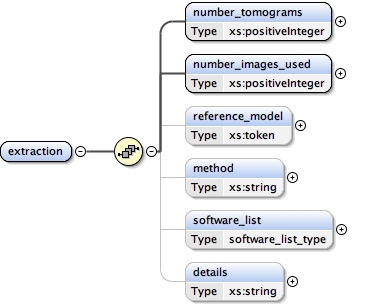 number_tomograms
Type xs:positiveInteger
number_images_used
Type xs:positiveInteger
reference_model
Type xs:token
extraction
method
Type xs:string
software_list
Type software_list_type
details
Type xs:string